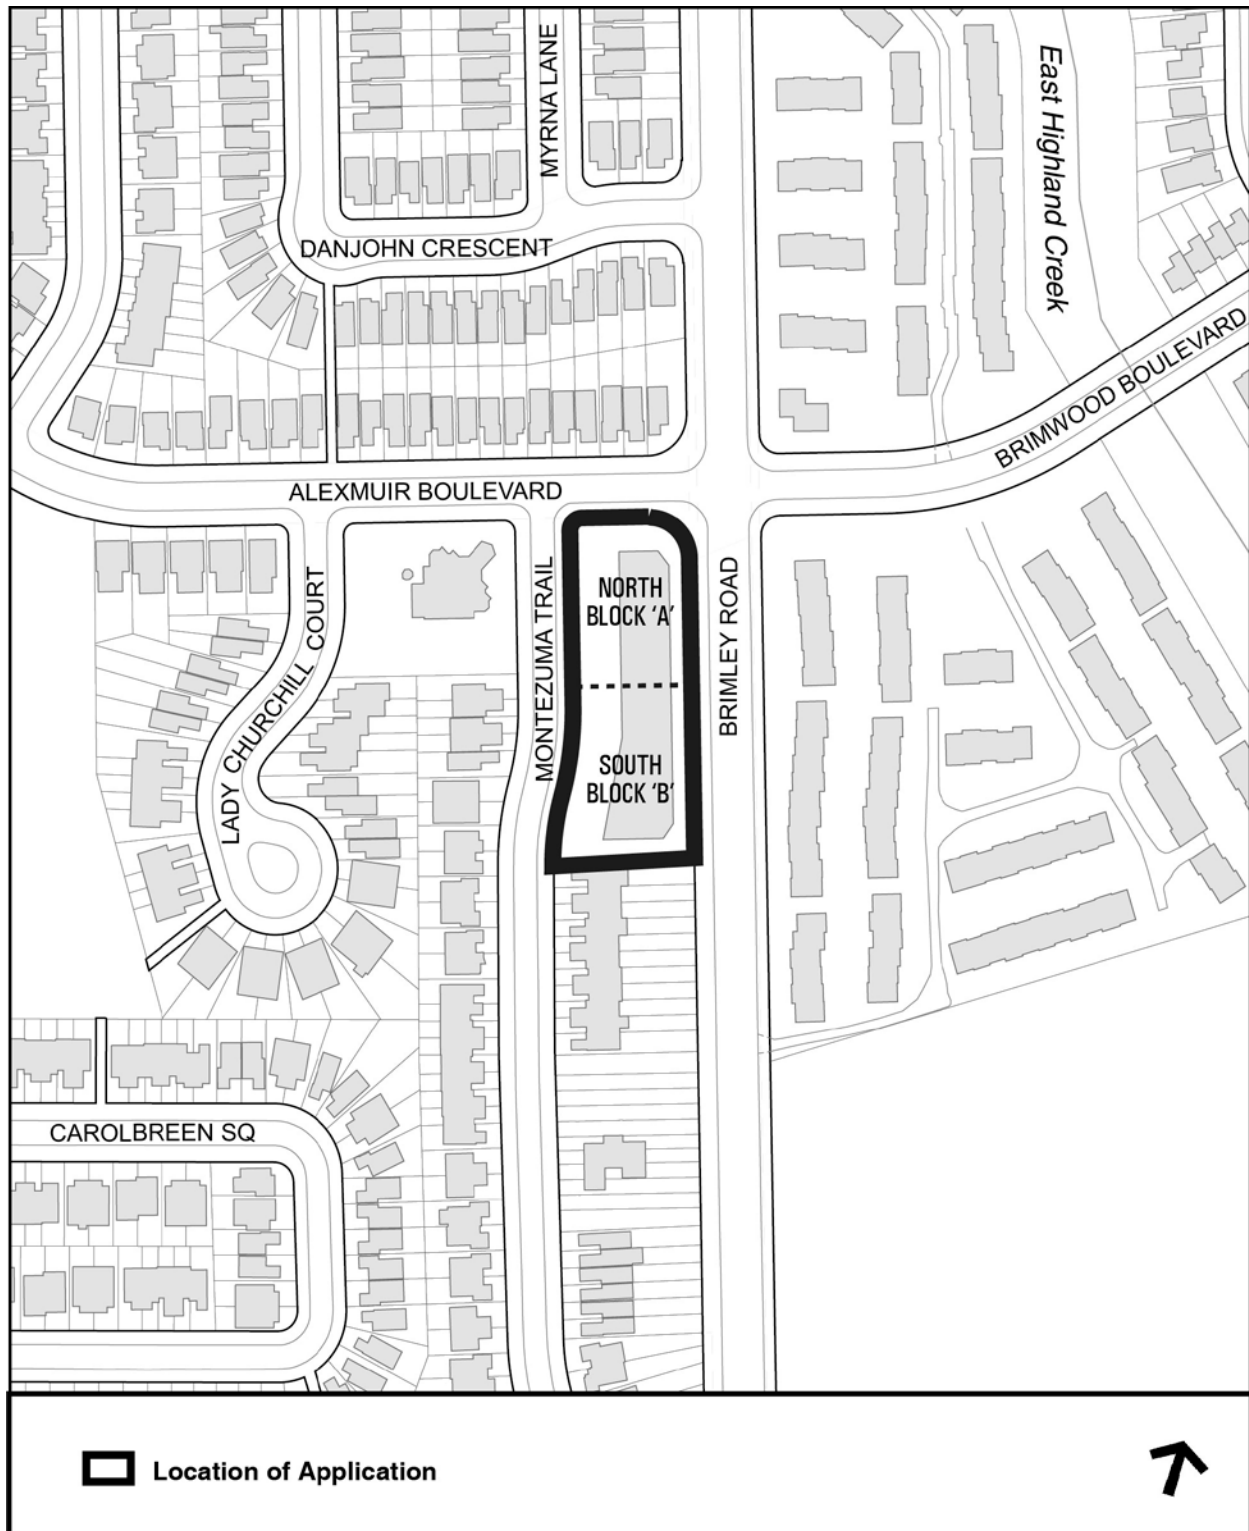 MYRNA LANE
East Highland Creek
DANJOHN CRESCENT
BRIMWOOD BOULEVARD
ALEXMUIR BOULEVARD
LADY CHURCHILL COURT
MONTEZUMA TRAIL
NORTH
BLOCK 'A'
BRIMLEY ROAD
SOUTH
BLOCK 'B'
CAROLBREEN SQ
Location of Application